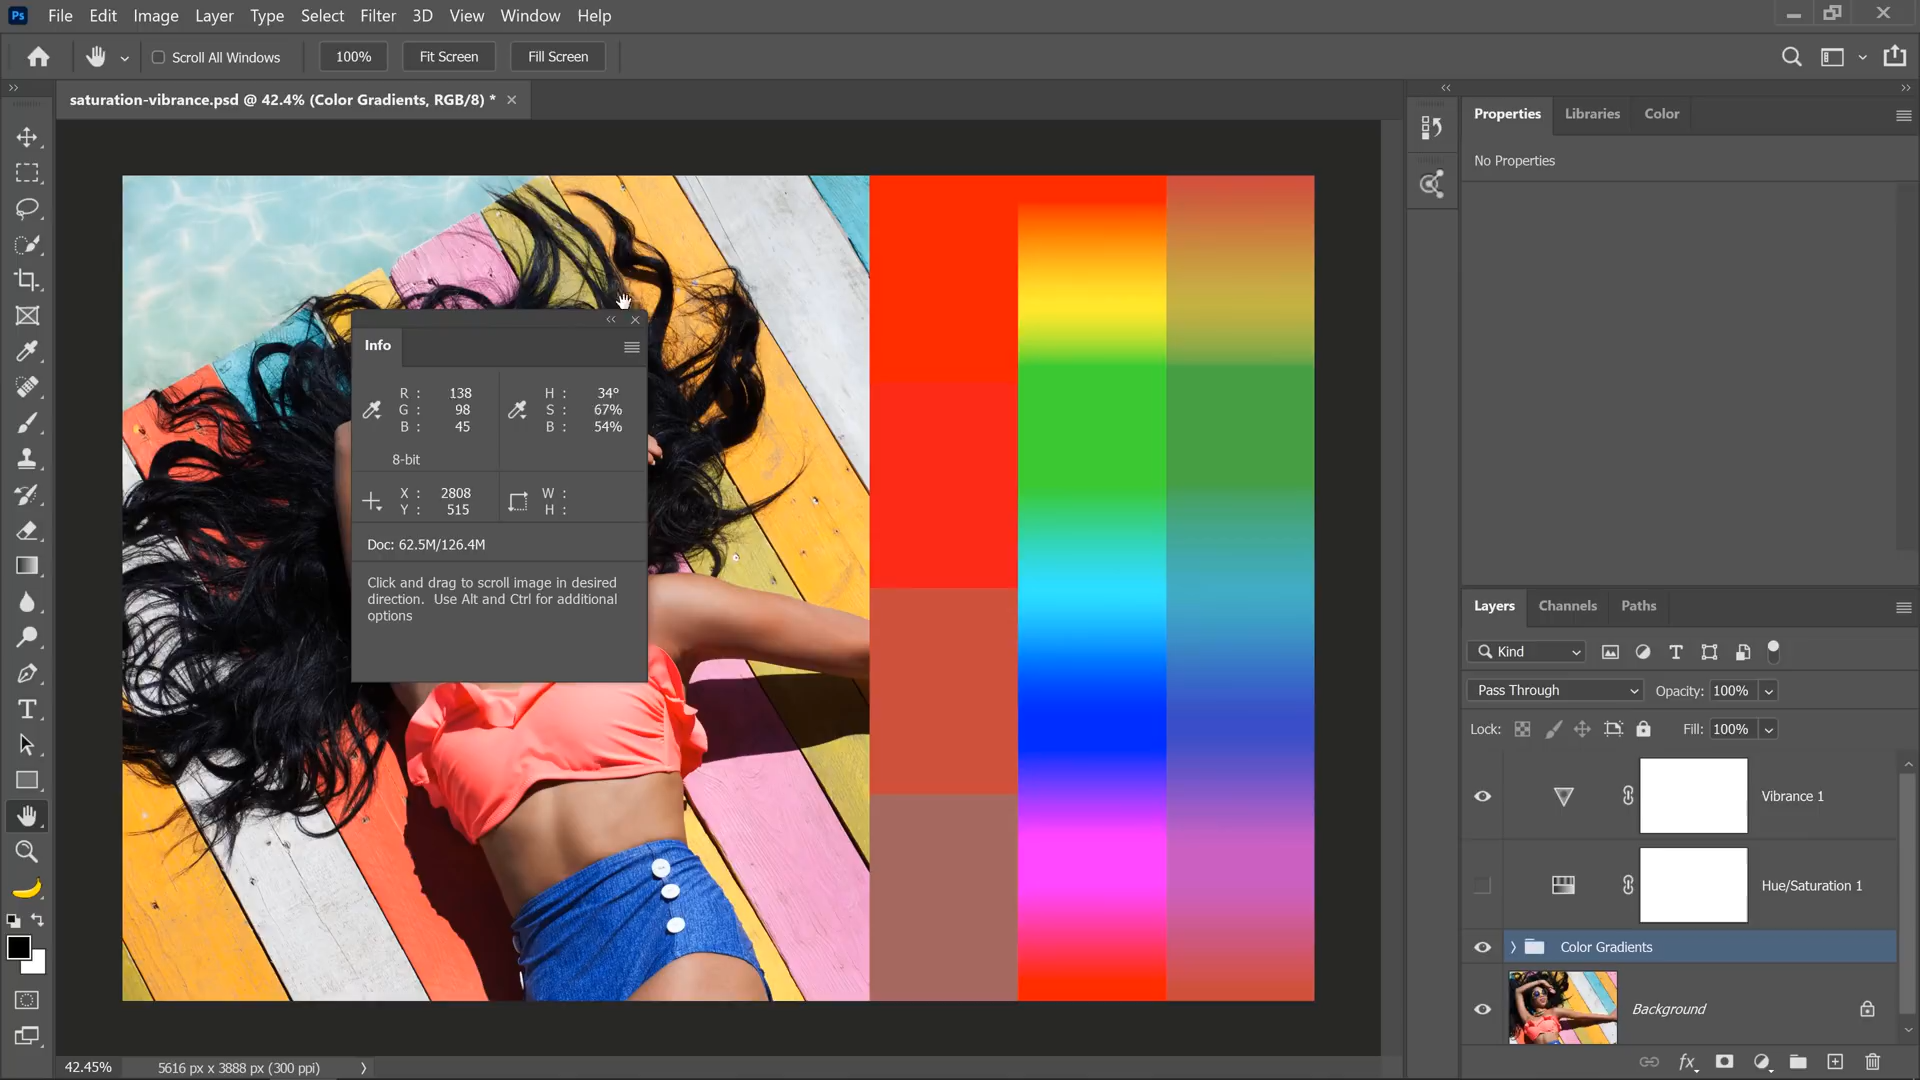 Ps File Edit Image Layer Type Select Filter 3D View Window Help
Scroll All Windows 100% Fit Screen Fill Screen
saturation-vibrance.psd @ 42.4% (Color Gradients, RGB/8) *
Properties Libraries Color
No Properties
Info
R : 138 H : 34°
G : 98 S : 67%
B : 45 B : 54%
8-bit
X : 2808 W :
Y : 515 H :
Doc: 62.5M/126.4M
Click and drag to scroll image in desired
direction. Use Alt and Ctrl for additional
options
Layers Channels Paths
Kind
Pass Through Opacity: 100%
Lock: Fill: 100%
Vibrance 1
Hue/Saturation 1
Color Gradients
Background
fx
42.45% 5616 px x 3888 px (300 ppi)